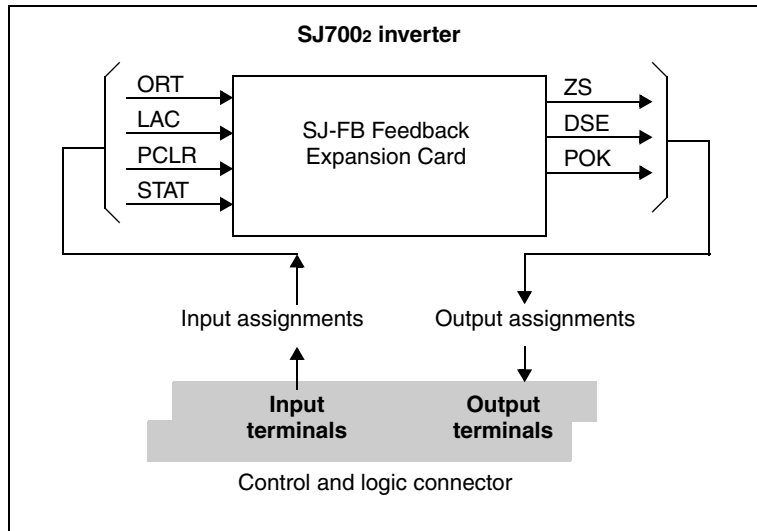 SJ7002 inverter
ORT
LAC
PCLR
STAT
SJ-FB Feedback
Expansion Card
ZS
DSE
POK
Input assignments
Output assignments
Input
terminals
Output
terminals
Control and logic connector